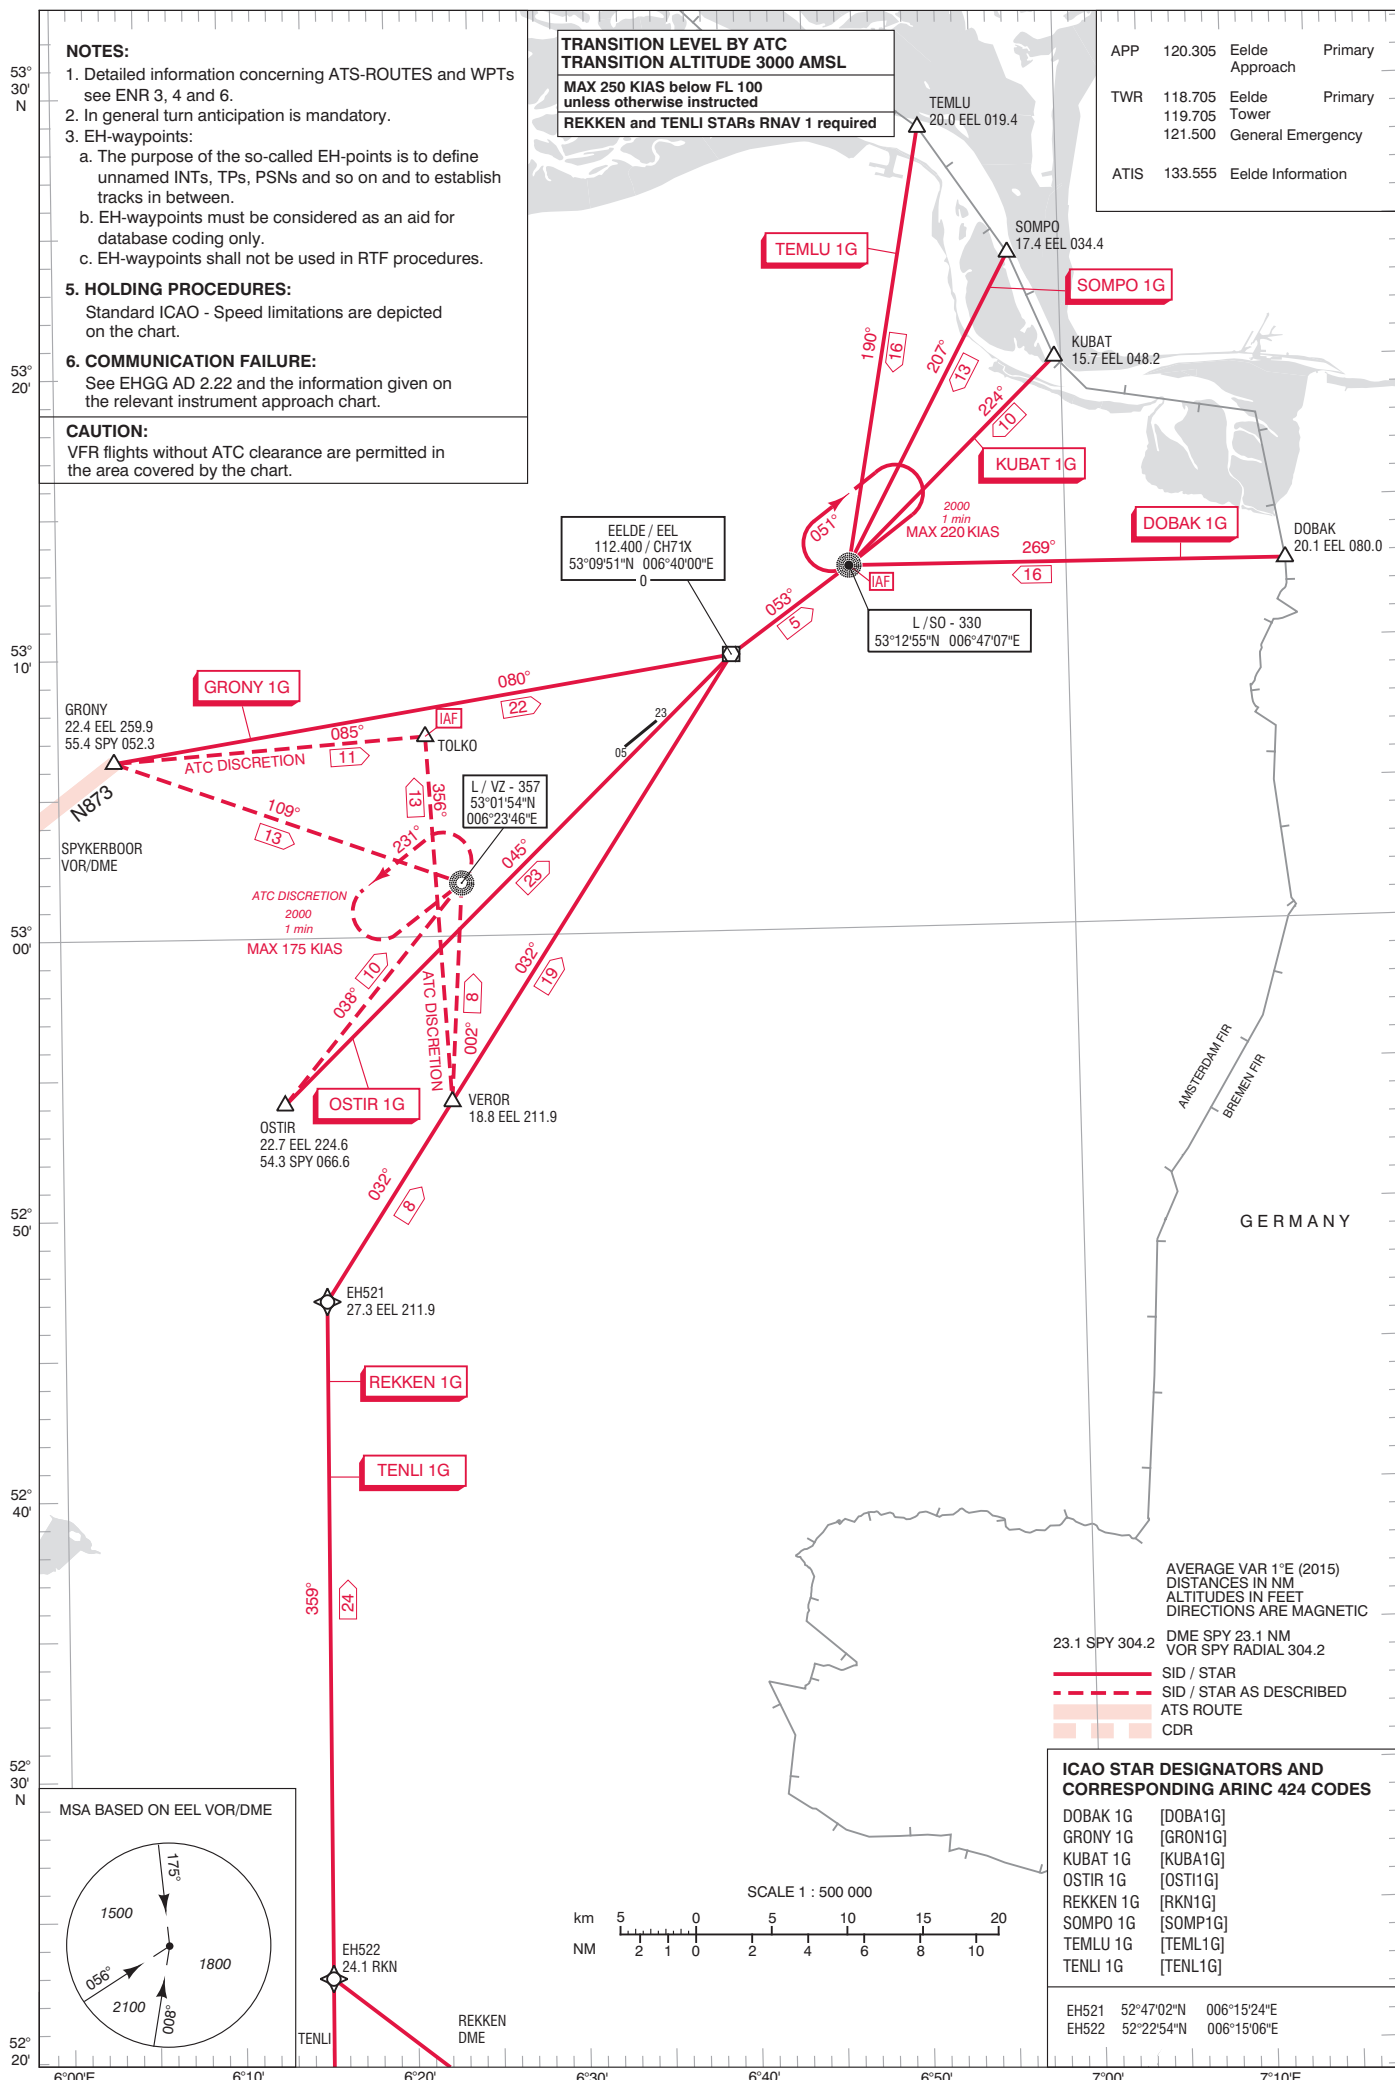 NOTES:
1. Detailed information concerning ATS-ROUTES and WPTs
see ENR 3, 4 and 6.
2. In general turn anticipation is mandatory.
3. EH-waypoints:
a. The purpose of the so-called EH-points is to define
unnamed INTs, TPs, PSNs and so on and to establish
tracks in between.
b. EH-waypoints must be considered as an aid for
database coding only.
c. EH-waypoints shall not be used in RTF procedures.
5. HOLDING PROCEDURES:
Standard ICAO - Speed limitations are depicted
on the chart.
6. COMMUNICATION FAILURE:
See EHGG AD 2.22 and the information given on
the relevant instrument approach chart.
CAUTION:
VFR flights without ATC clearance are permitted in
the area covered by the chart.
TRANSITION LEVEL BY ATC
TRANSITION ALTITUDE 3000 AMSL
MAX 250 KIAS below FL 100
unless otherwise instructed
REKKEN and TENLI STARs RNAV 1 required
APP 120.305 Eelde Primary
Approach
TWR 118.705 Eelde Primary
119.705 Tower
121.500 General Emergency
ATIS 133.555 Eelde Information
53°
30'
N
53°
20'
53°
10'
53°
00'
52°
50'
52°
40'
52°
30'
N
52°
20'
TEMLU
20.0 EEL 019.4
SOMPO
17.4 EEL 034.4
KUBAT
15.7 EEL 048.2
DOBAK
20.1 EEL 080.0
TEMLU 1G
SOMPO 1G
KUBAT 1G
DOBAK 1G
190°
16
207°
13
224°
10
269°
16
051°
2000
1 min
MAX 220 KIAS
IAF
L / SO - 330
53°12'55"N 006°47'07"E
EELDE / EEL
112.400 / CH71X
53°09'51"N 006°40'00"E
0
053°
5
GRONY 1G
080°
22
GRONY
22.4 EEL 259.9
55.4 SPY 052.3
N873
SPYKERBOOR
VOR/DME
085°
11
ATC DISCRETION
IAF
TOLKO
109°
13
13
356°
L / VZ - 357
53°01'54"N
006°23'46"E
231°
ATC DISCRETION
2000
1 min
MAX 175 KIAS
23
05
045°
23
032°
19
038°
10
ATC DISCRETION
8
002°
OSTIR 1G
OSTIR
22.7 EEL 224.6
54.3 SPY 066.6
VEROR
18.8 EEL 211.9
032°
8
EH521
27.3 EEL 211.9
REKKEN 1G
TENLI 1G
359°
24
AMSTERDAM FIR
BREMEN FIR
GERMANY
AVERAGE VAR 1°E (2015)
DISTANCES IN NM
ALTITUDES IN FEET
DIRECTIONS ARE MAGNETIC
23.1 SPY 304.2 DME SPY 23.1 NM
VOR SPY RADIAL 304.2
SID / STAR
SID / STAR AS DESCRIBED
ATS ROUTE
CDR
ICAO STAR DESIGNATORS AND
CORRESPONDING ARINC 424 CODES
DOBAK 1G [DOBA1G]
GRONY 1G [GRON1G]
KUBAT 1G [KUBA1G]
OSTIR 1G [OSTI1G]
REKKEN 1G [RKN1G]
SOMPO 1G [SOMP1G]
TEMLU 1G [TEML1G]
TENLI 1G [TENL1G]
EH521 52°47'02"N 006°15'24"E
EH522 52°22'54"N 006°15'06"E
MSA BASED ON EEL VOR/DME
175°
1500
1800
056°
2100
008°
EH522
24.1 RKN
TENLI
REKKEN
DME
SCALE 1 : 500 000
km 5 0 5 10 15 20
NM 2 1 0 2 4 6 8 10
6°00'E 6°10' 6°20' 6°30' 6°40' 6°50' 7°00' 7°10'E